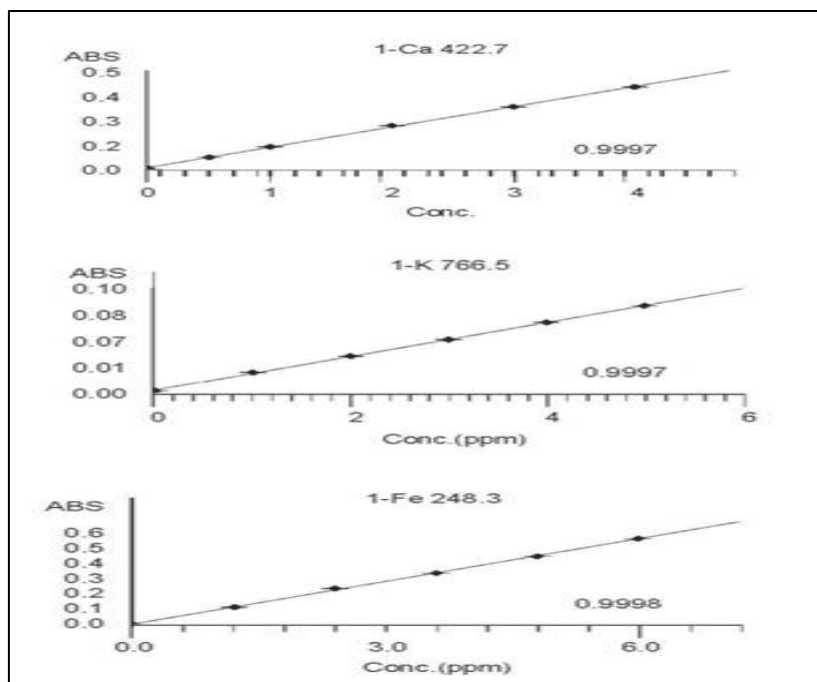 1-Ca 422.7
ABS
0.5
0.4
0.3
0.2
0.0
0.9997
0 1 2 3 4
Conc.
1-K 766.5
ABS
0.10
0.08
0.07
0.01
0.00
0.9997
0 2 4 6
Conc.(ppm)
1-Fe 248.3
ABS
0.6
0.5
0.4
0.3
0.2
0.1
0.0
0.9998
0.0 3.0 6.0
Conc.(ppm)